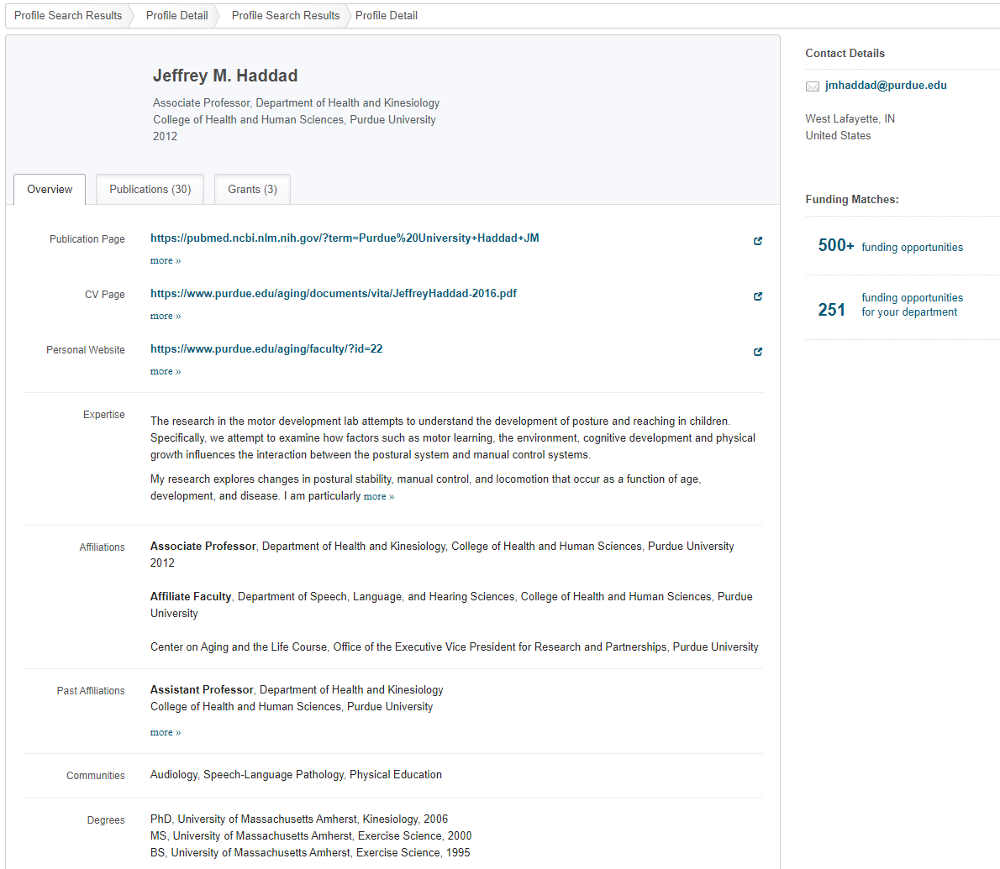 Profile Search Results
Profile Detail
Profile Search Results
Profile Detail
Jeffrey M. Haddad
Associate Professor, Department of Health and Kinesiology
College of Health and Human Sciences, Purdue University
2012
Overview
Publications (30)
Grants (3)
Publication Page
https://pubmed.ncbi.nlm.nih.gov/?term=Purdue%20University+Haddad+JM
more »
CV Page
https://www.purdue.edu/aging/documents/vita/JeffreyHaddad-2016.pdf
more »
Personal Website
https://www.purdue.edu/aging/faculty/?id=22
more »
Expertise
The research in the motor development lab attempts to understand the development of posture and reaching in children.
Specifically, we attempt to examine how factors such as motor learning, the environment, cognitive development and physical
growth influences the interaction between the postural system and manual control systems.
My research explores changes in postural stability, manual control, and locomotion that occur as a function of age,
development, and disease. I am particularly more »
Affiliations
Associate Professor, Department of Health and Kinesiology, College of Health and Human Sciences, Purdue University
2012
Affiliate Faculty, Department of Speech, Language, and Hearing Sciences, College of Health and Human Sciences, Purdue
University
Center on Aging and the Life Course, Office of the Executive Vice President for Research and Partnerships, Purdue University
Past Affiliations
Assistant Professor, Department of Health and Kinesiology
College of Health and Human Sciences, Purdue University
more »
Communities
Audiology, Speech-Language Pathology, Physical Education
Degrees
PhD, University of Massachusetts Amherst, Kinesiology, 2006
MS, University of Massachusetts Amherst, Exercise Science, 2000
BS, University of Massachusetts Amherst, Exercise Science, 1995
Contact Details
jmhaddad@purdue.edu
West Lafayette, IN
United States
Funding Matches:
500+ funding opportunities
251 funding opportunities
for your department